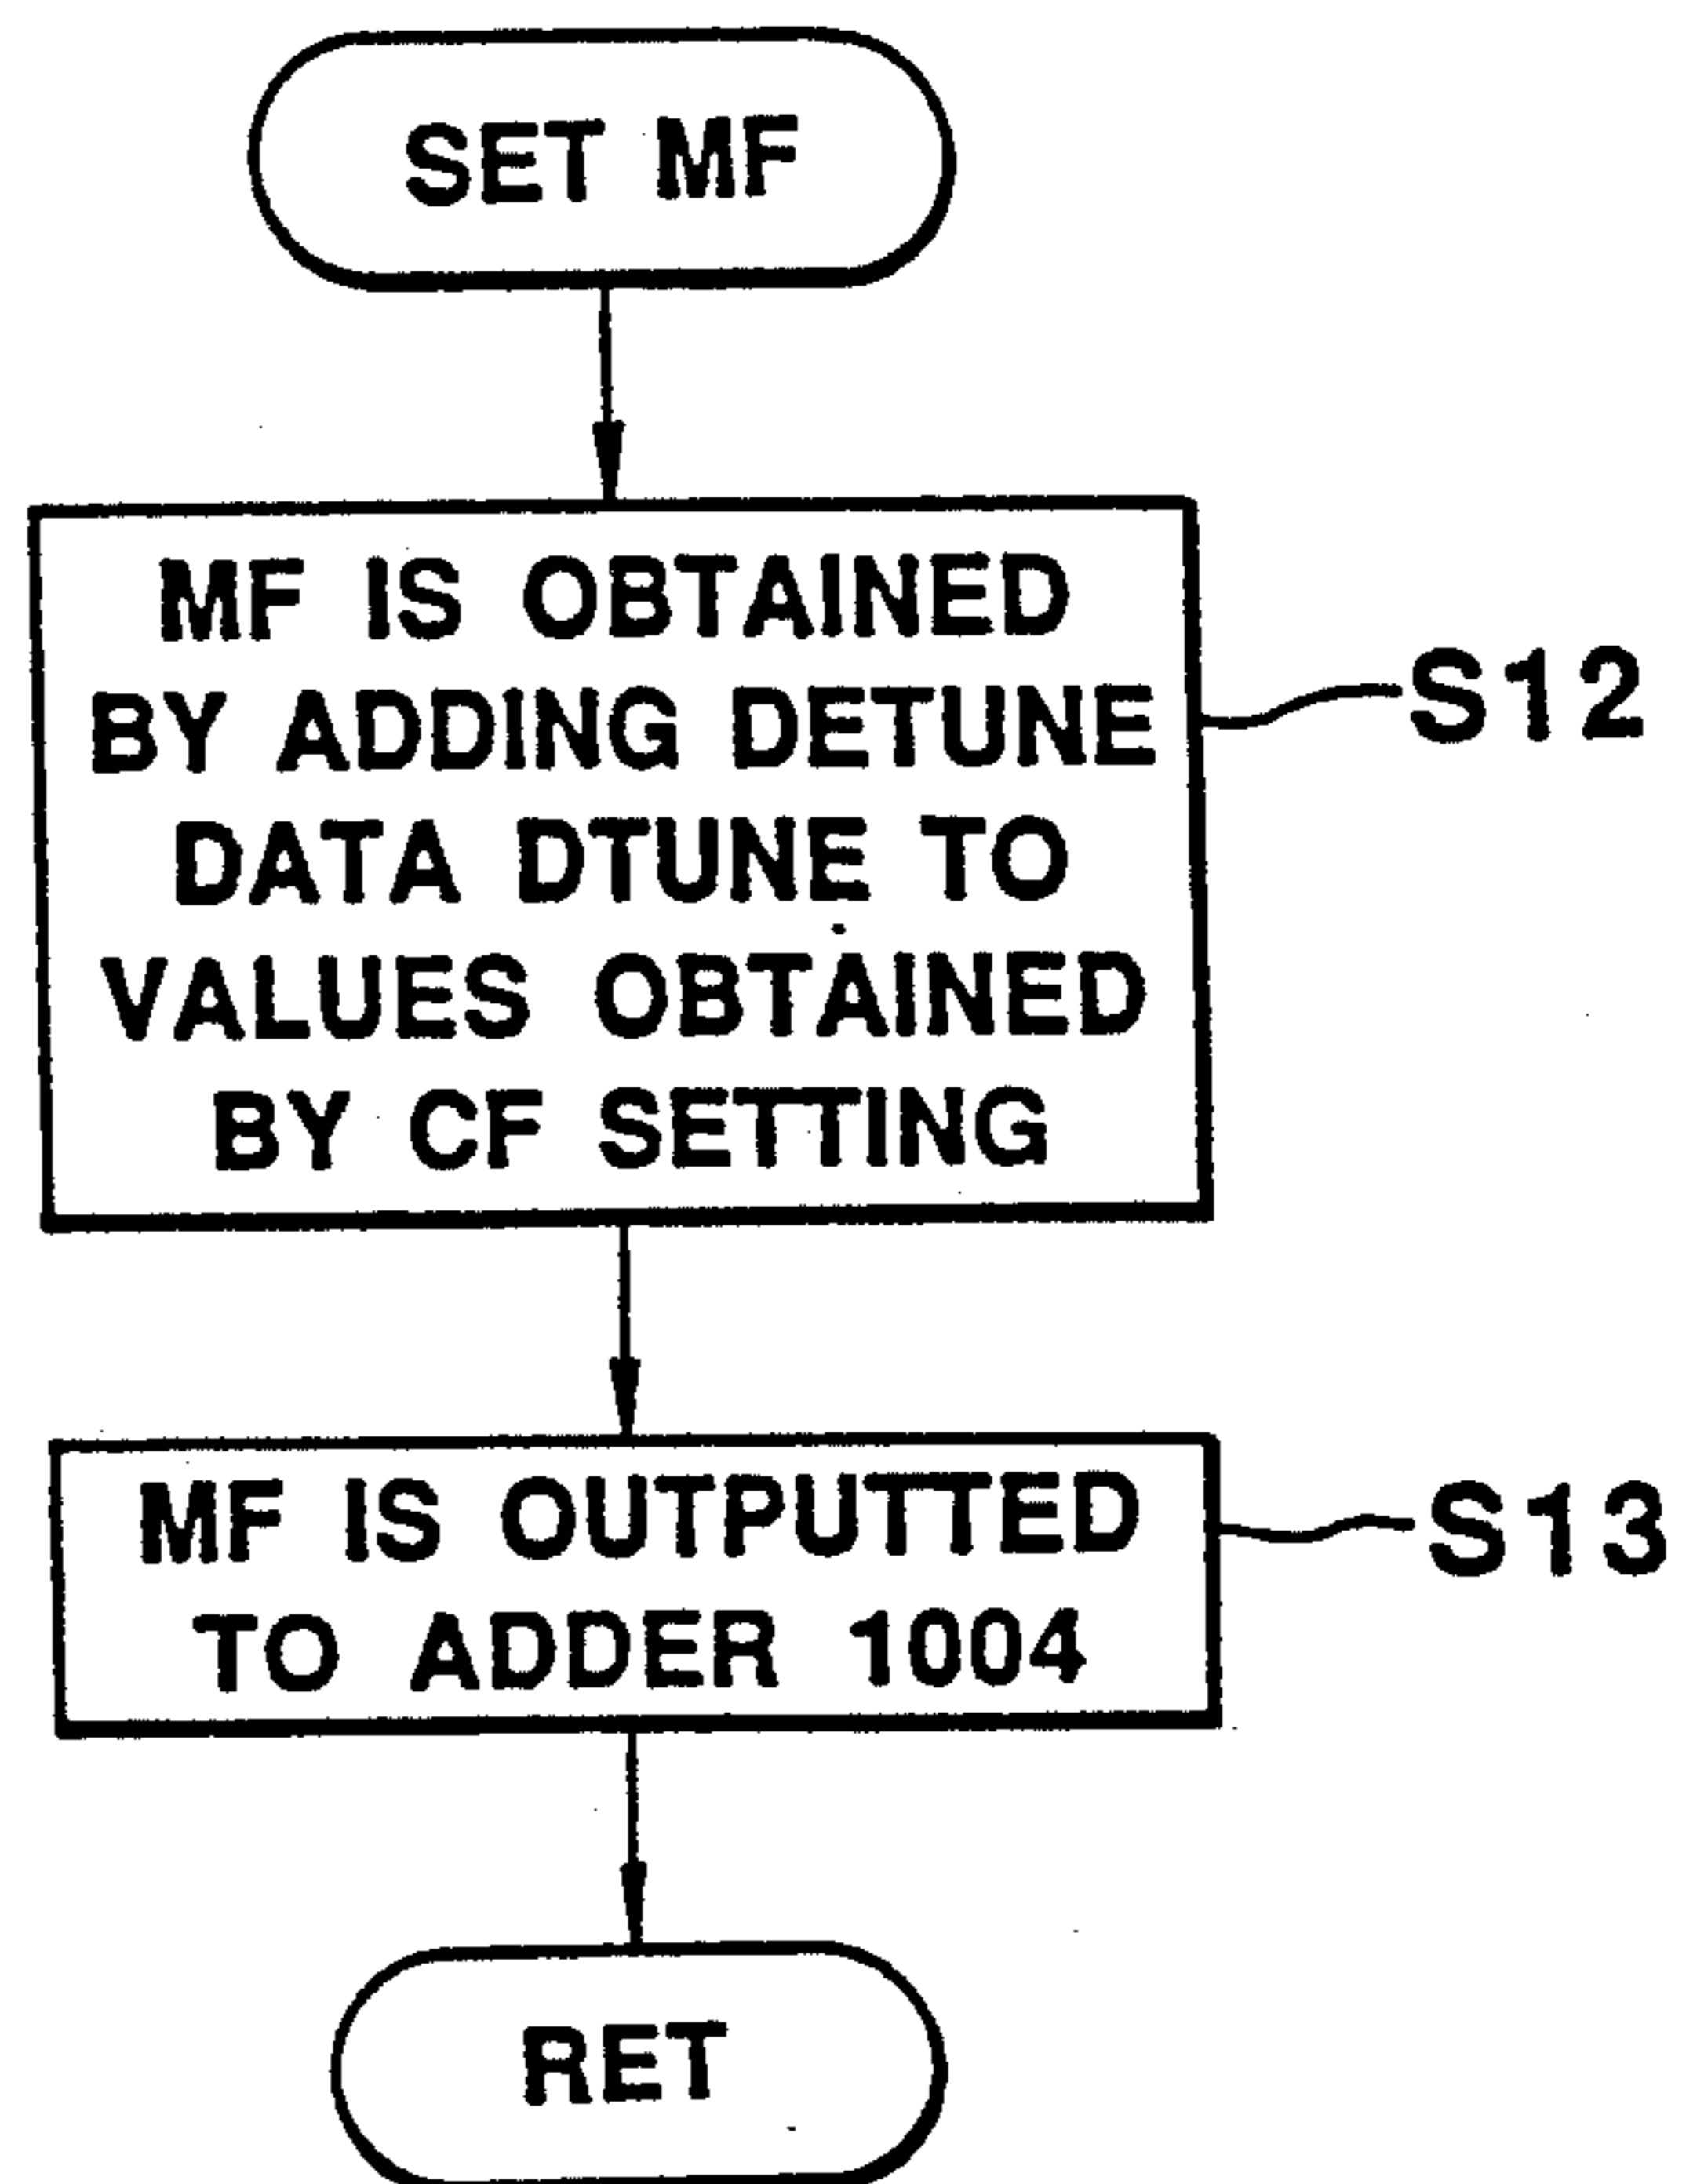 SET MF
MF IS OBTAINED
BY ADDING DETUNE
DATA DTUNE TO
VALUES OBTAINED
BY CF SETTING
S12
MF IS OUTPUTTED
TO ADDER 1004
S13
RET